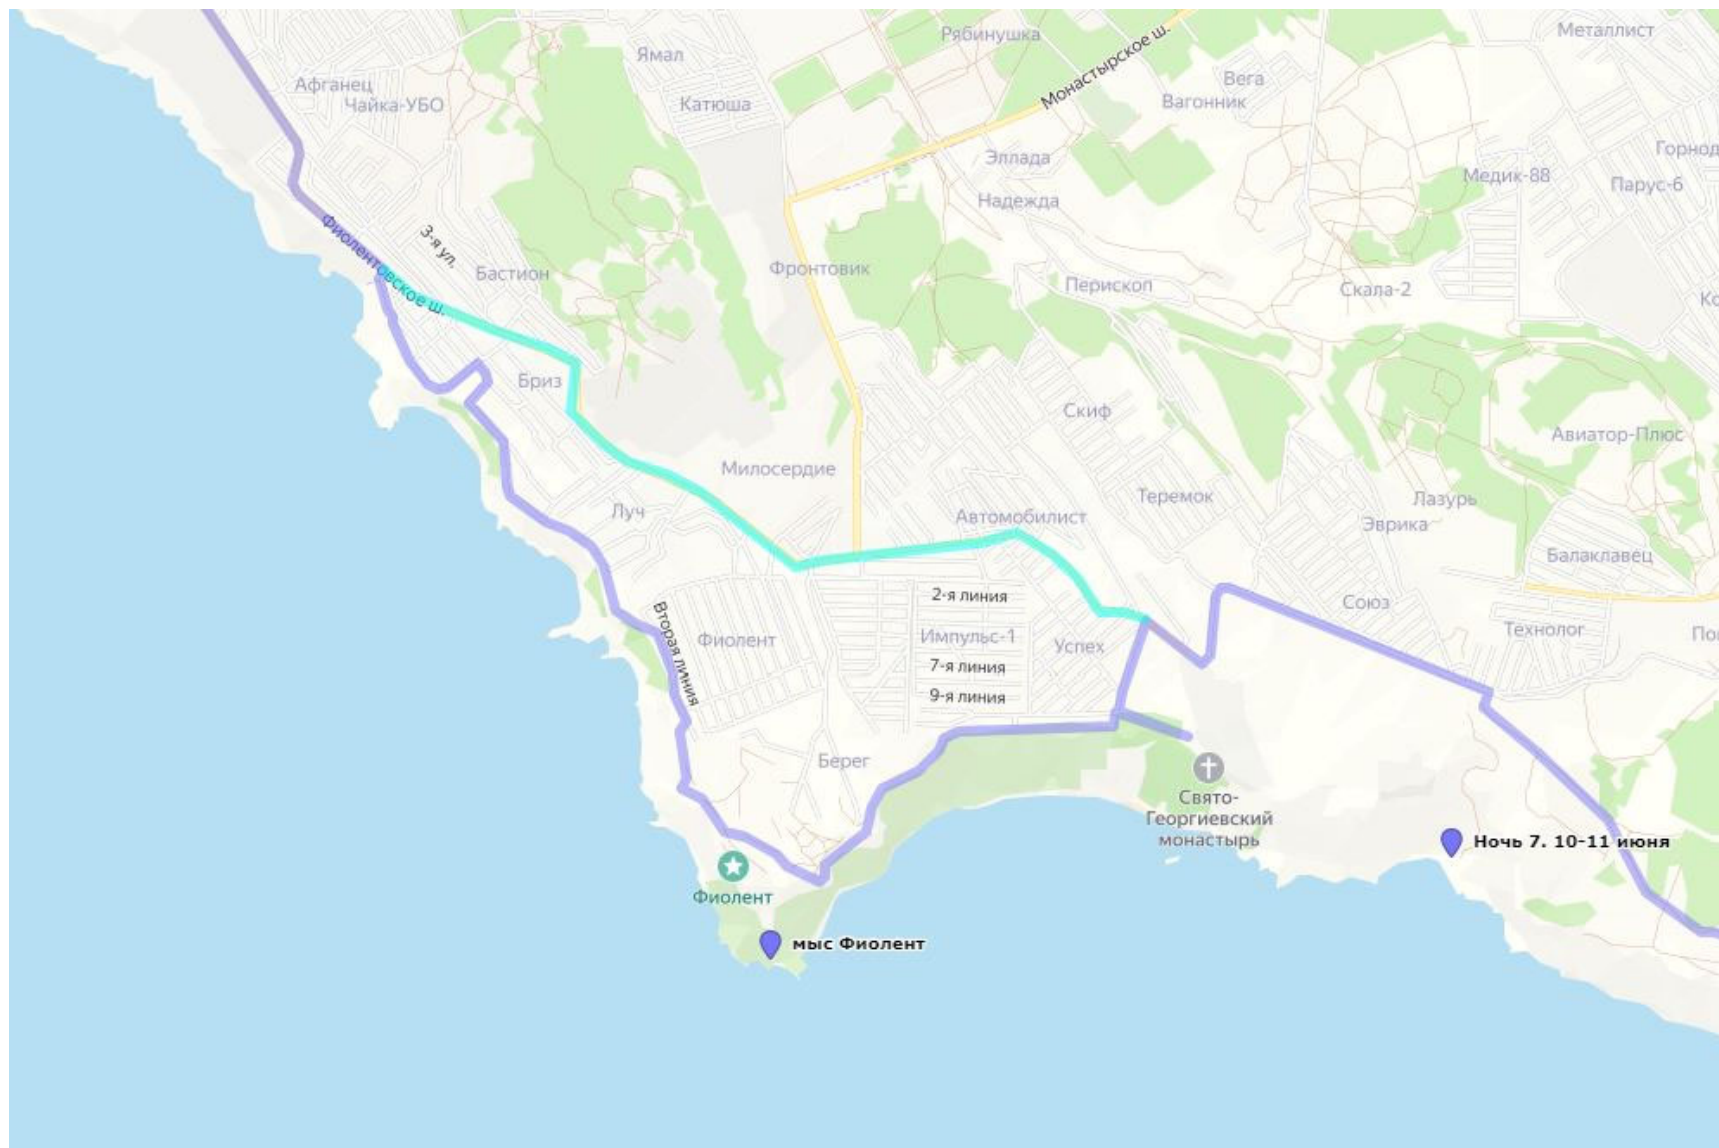 Рябинушка
Металлист
Ямал
Монастырское ш.
Афганец
Чайка-УБО
Катюша
Вега
Вагонник
Эллада
Горнод
Медик-88
Парус-6
Надежда
3-я ул.
Фиолентовское ш.
Бастион
Фронтовик
Перископ
Скала-2
Ко
Бриз
Скиф
Авиатор-Плюс
Милосердие
Теремок
Лазурь
Луч
Автомобилист
Эврика
Балаклавец
2-я линия
Союз
Вторая линия
Фиолент
Импульс-1
Успех
Технолог
По
7-я линия
9-я линия
Берег
Свято-
Георгиевский
монастырь
Ночь 7. 10-11 июня
Фиолент
мыс Фиолент